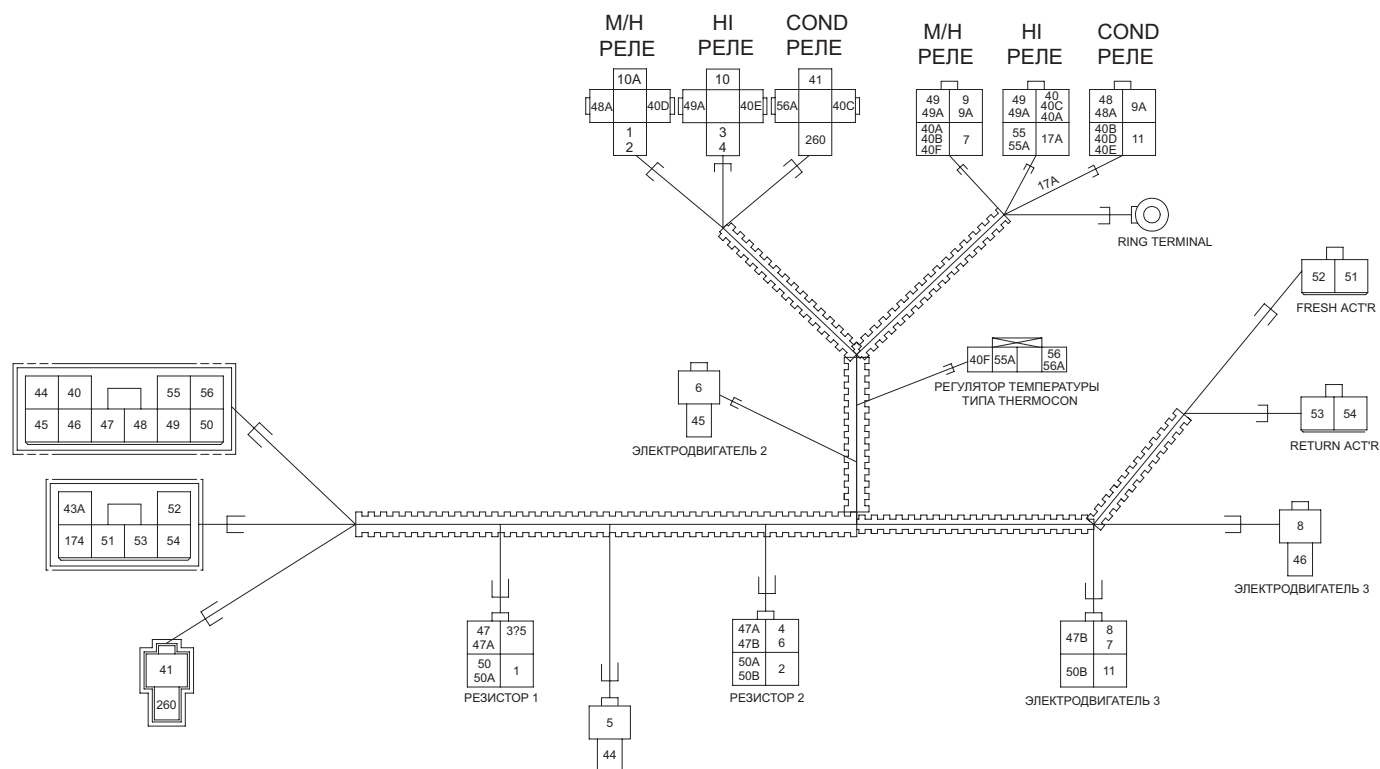 М/Н
РЕЛЕ
HI
РЕЛЕ
COND
РЕЛЕ
10A
48A
40D
1
2
10
49A
40E
3
4
41
56A
40C
260
М/Н
РЕЛЕ
HI
РЕЛЕ
COND
РЕЛЕ
49 9
49A 9A
40A
40B 7
40F
49 40
49A 40C
40A
55 17A
55A
48 9A
48A
40B
40D 11
40E
17A
RING TERMINAL
52 51
FRESH ACT'R
40F 55A 56
56A
РЕГУЛЯТОР ТЕМПЕРАТУРЫ
ТИПА THERMOCON
6
45
ЭЛЕКТРОДВИГАТЕЛЬ 2
53 54
RETURN ACT'R
44 40 55 56
45 46 47 48 49 50
43A 52
174 51 53 54
41
260
8
46
ЭЛЕКТРОДВИГАТЕЛЬ 3
47 3?5
47A
50 1
50A
РЕЗИСТОР 1
5
44
47A 4
47B 6
50A 2
50B
РЕЗИСТОР 2
47B 8
7
50B 11
ЭЛЕКТРОДВИГАТЕЛЬ 3